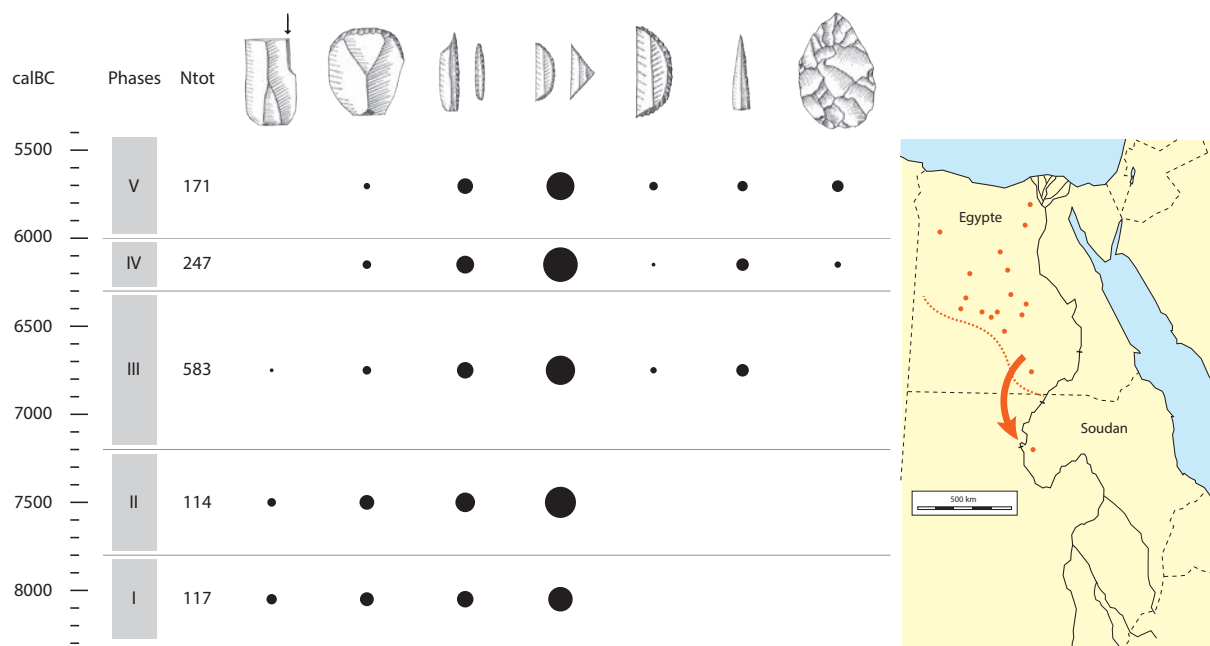 calBC Phases Ntot
5500
V 171
6000
IV 247
6500
III 583
7000
7500
II 114
8000
I 117
Egypte
Soudan
500 km